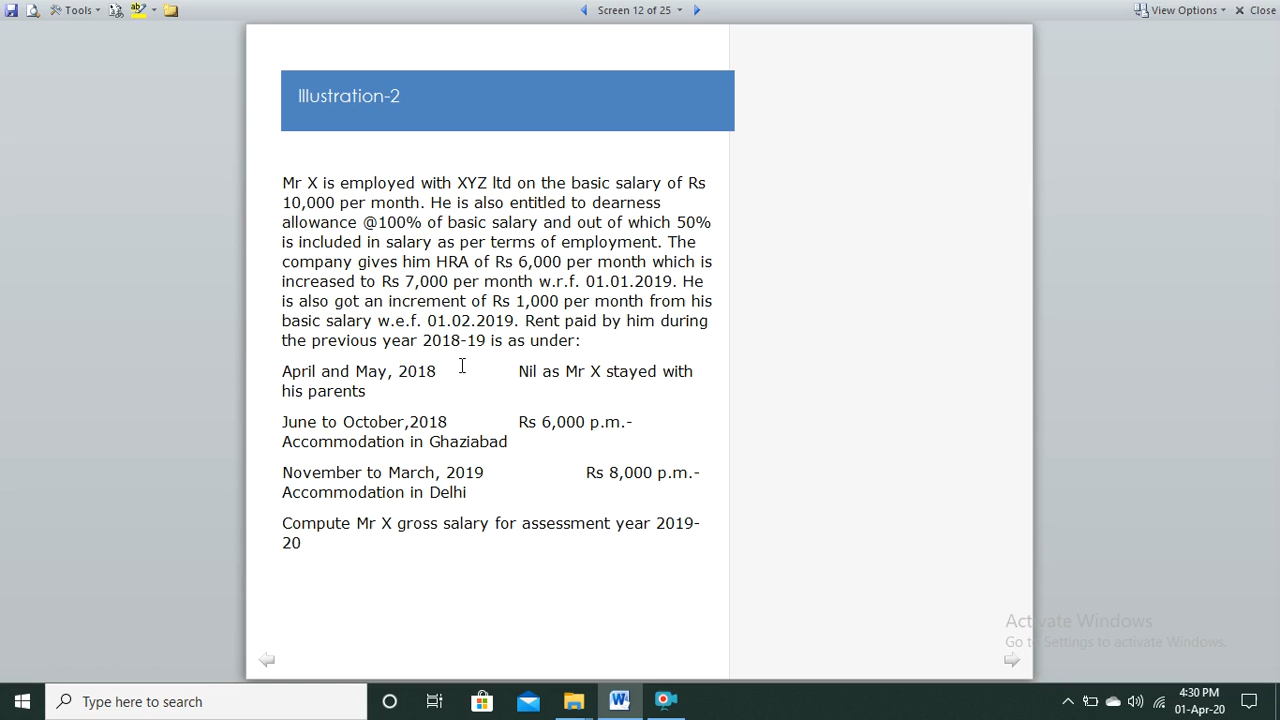 Tools
Screen 12 of 25
View Options
Close
Illustration-2
Mr X is employed with XYZ ltd on the basic salary of Rs
10,000 per month. He is also entitled to dearness
allowance @100% of basic salary and out of which 50%
is included in salary as per terms of employment. The
company gives him HRA of Rs 6,000 per month which is
increased to Rs 7,000 per month w.r.f. 01.01.2019. He
is also got an increment of Rs 1,000 per month from his
basic salary w.e.f. 01.02.2019. Rent paid by him during
the previous year 2018-19 is as under:
April and May, 2018 Nil as Mr X stayed with
his parents
June to October,2018 Rs 6,000 p.m.-
Accommodation in Ghaziabad
November to March, 2019 Rs 8,000 p.m.-
Accommodation in Delhi
Compute Mr X gross salary for assessment year 2019-
20
Activate Windows
Go to Settings to activate Windows.
Type here to search
4:30 PM
01-Apr-20